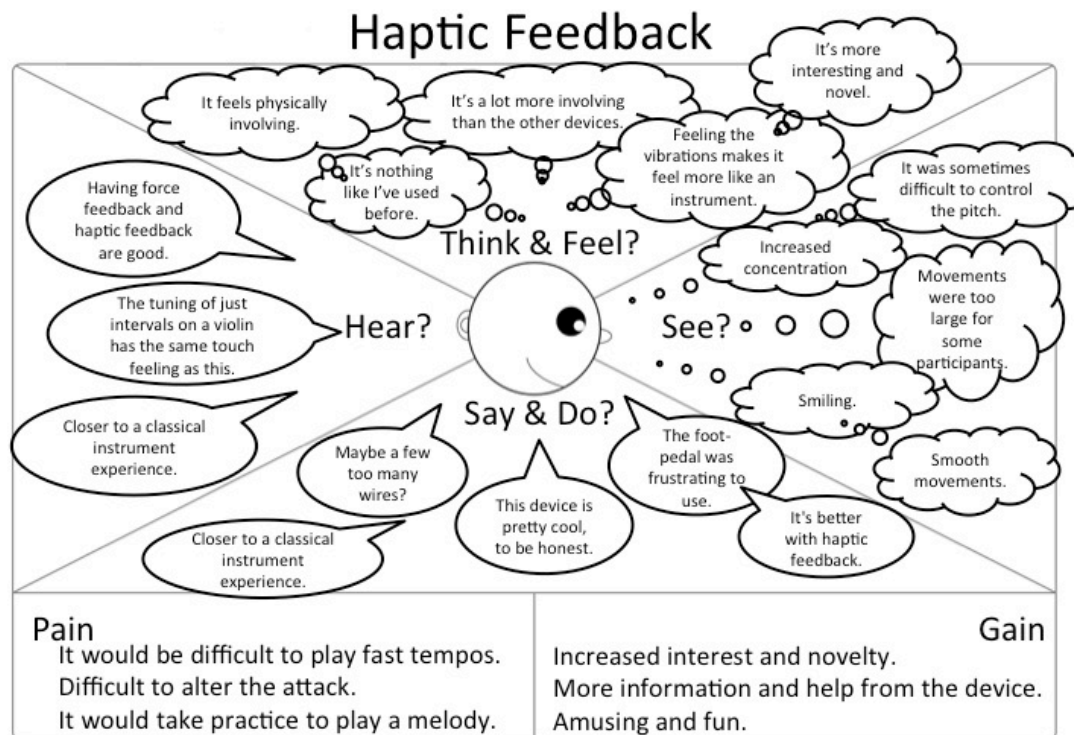 Haptic Feedback
It feels physically
involving.
It's a lot more involving
than the other devices.
It's more
interesting and
novel.
It's nothing
like I've used
before.
Feeling the
vibrations makes it
feel more like an
instrument.
Think & Feel?
It was sometimes
difficult to control
the pitch.
Increased
concentration
Movements
were too
large for
some
participants.
See?
Smiling.
Smooth
movements.
Having force
feedback and
haptic feedback
are good.
The tuning of just
intervals on a violin
has the same touch
feeling as this.
Hear?
Closer to a classical
instrument
experience.
Say & Do?
Maybe a few
too many
wires?
Closer to a classical
instrument
experience.
This device is
pretty cool,
to be honest.
The foot-
pedal was
frustrating to
use.
It's better
with haptic
feedback.
Pain
It would be difficult to play fast tempos.
Difficult to alter the attack.
It would take practice to play a melody.
Gain
Increased interest and novelty.
More information and help from the device.
Amusing and fun.